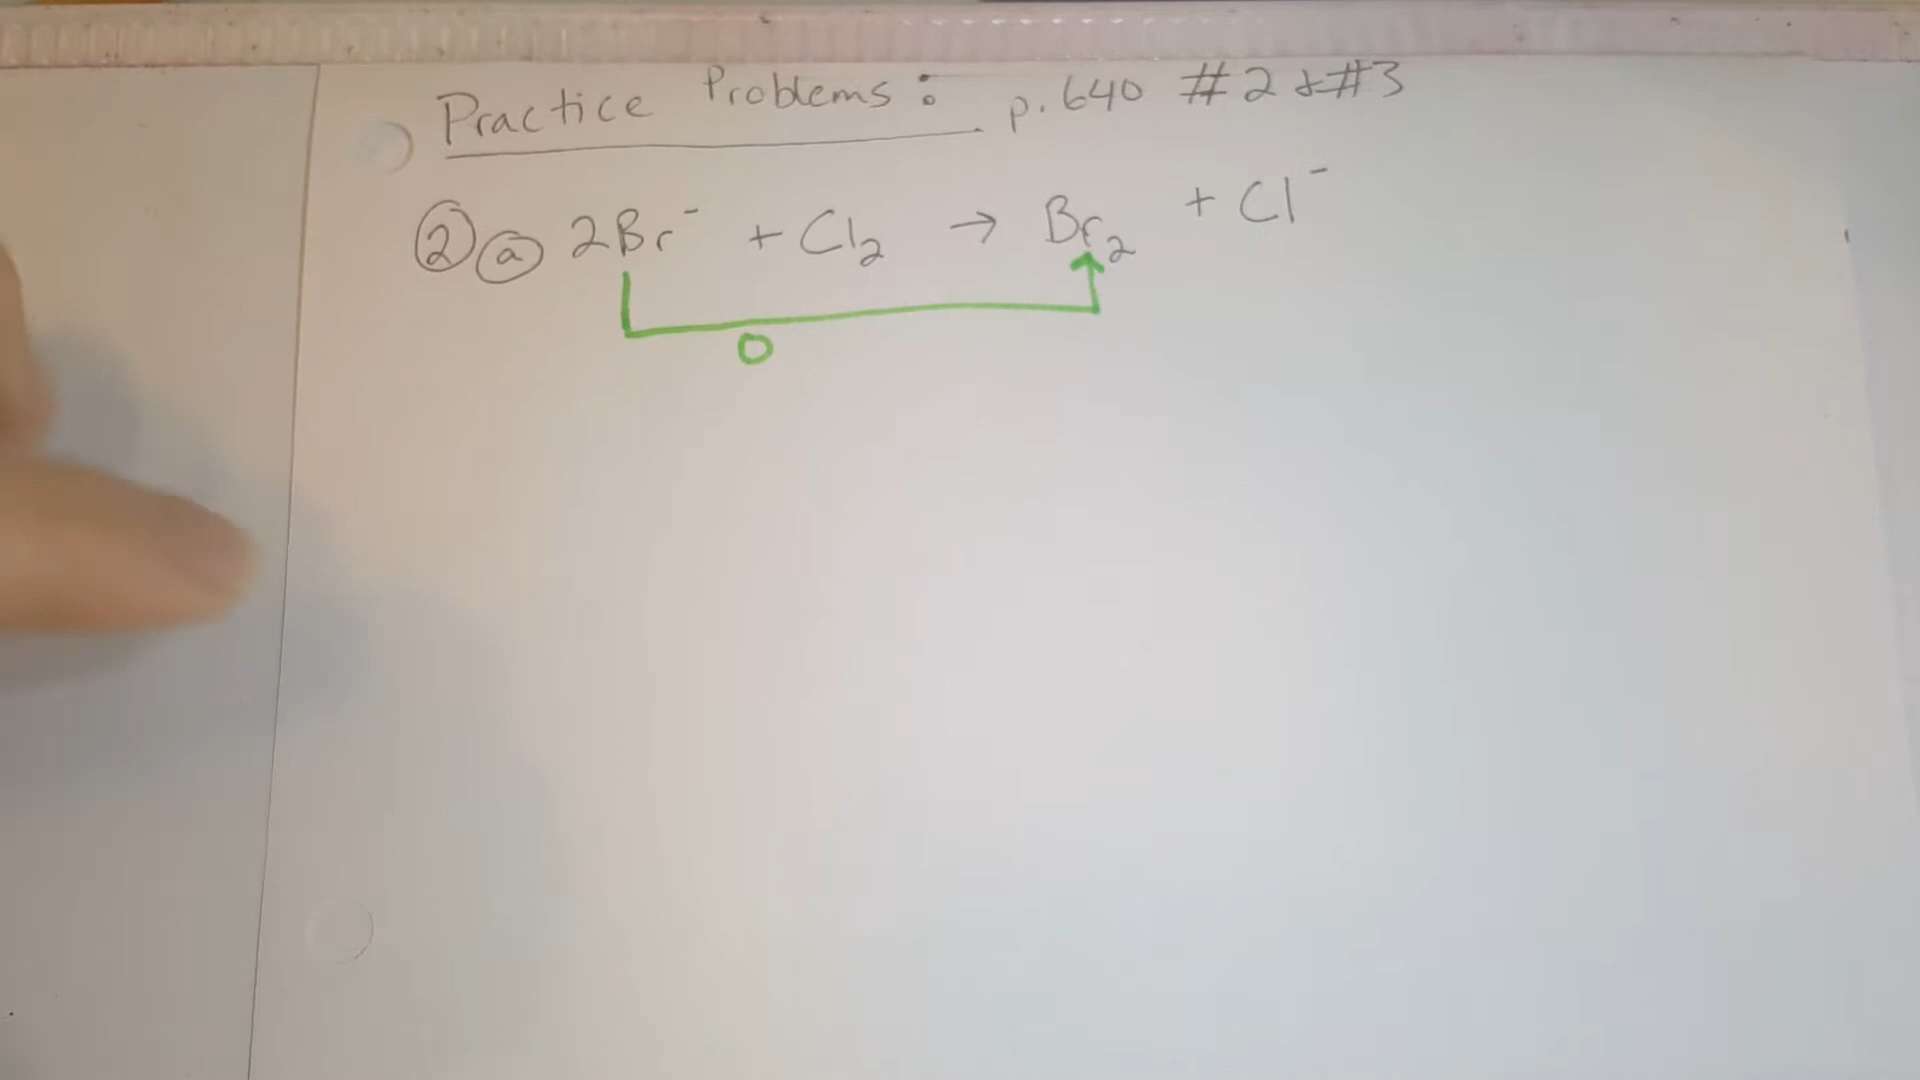 Practice Problems: p.640 #2 & #3
② ⓐ 2Br⁻ + Cl₂ → Br₂ + Cl⁻
O